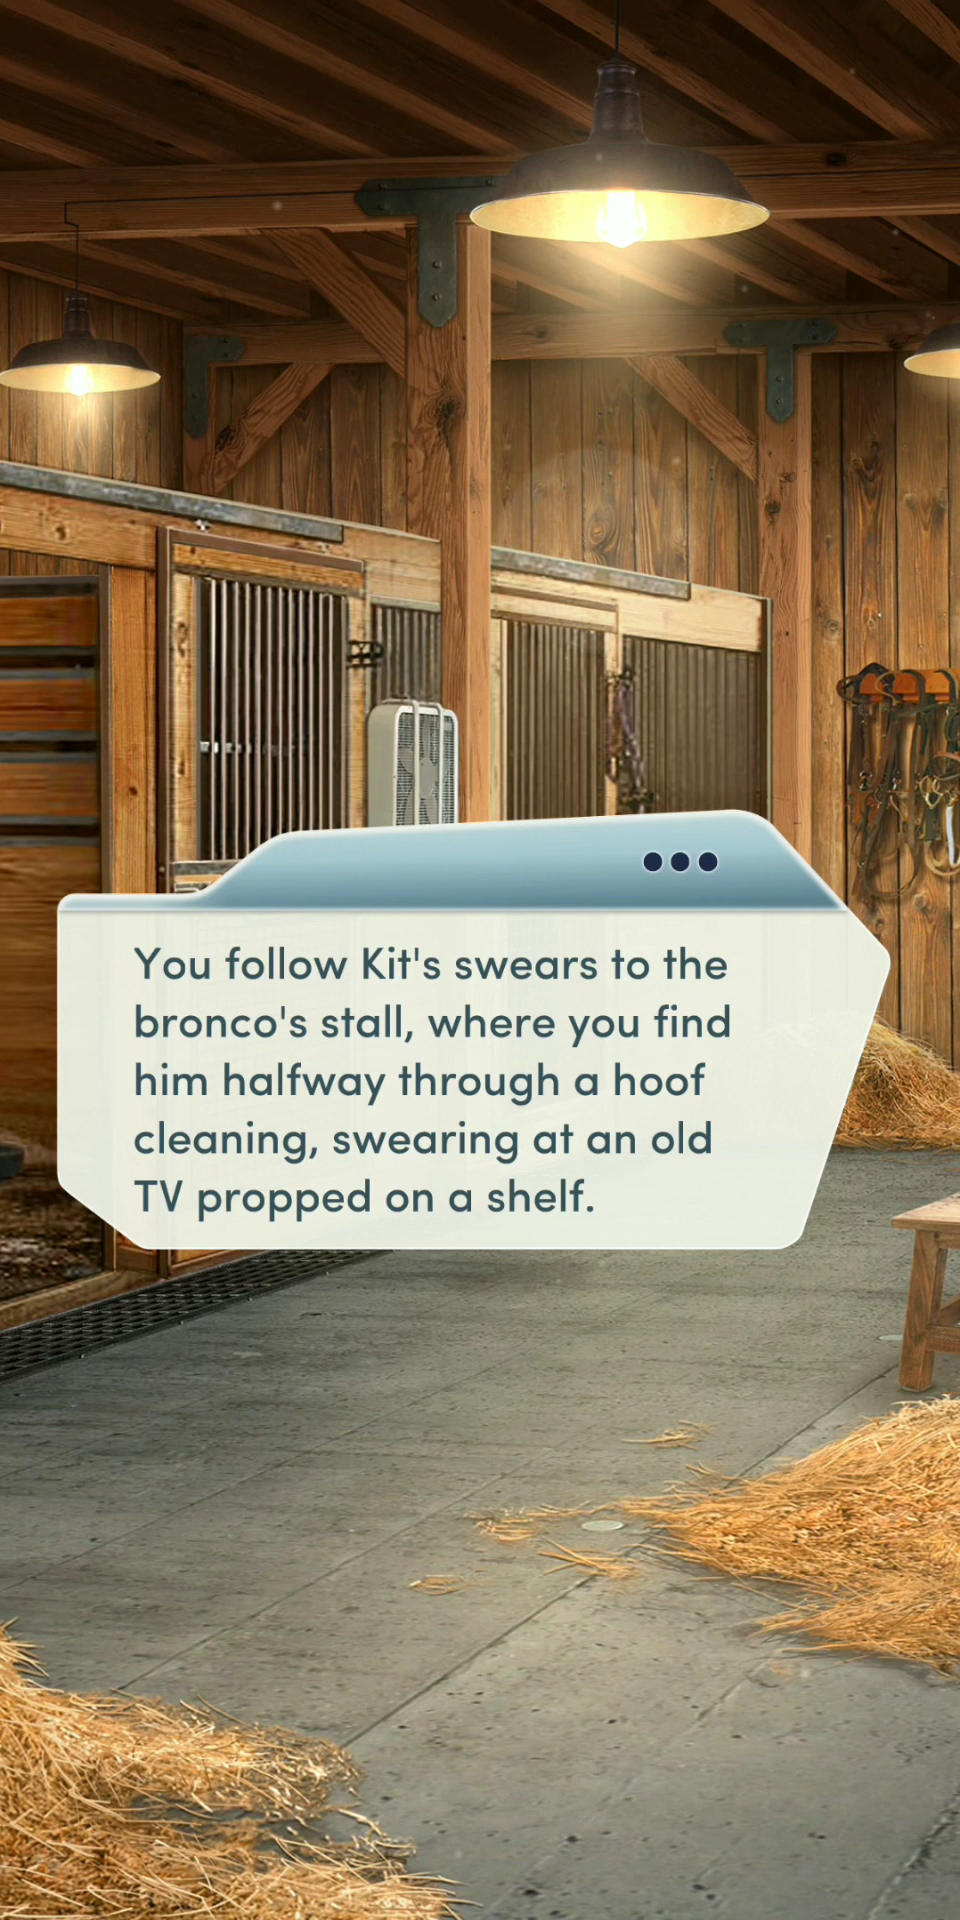 You follow Kit's swears to the
bronco's stall, where you find
him halfway through a hoof
cleaning, swearing at an old
TV propped on a shelf.